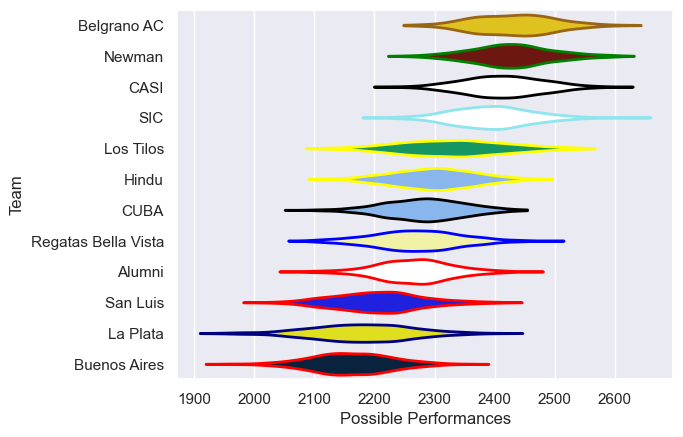 Belgrano AC
Newman
CASI
SIC
Los Tilos
Hindu
CUBA
Regatas Bella Vista
Alumni
San Luis
La Plata
Buenos Aires
Team
1900 2000 2100 2200 2300 2400 2500 2600
Possible Performances